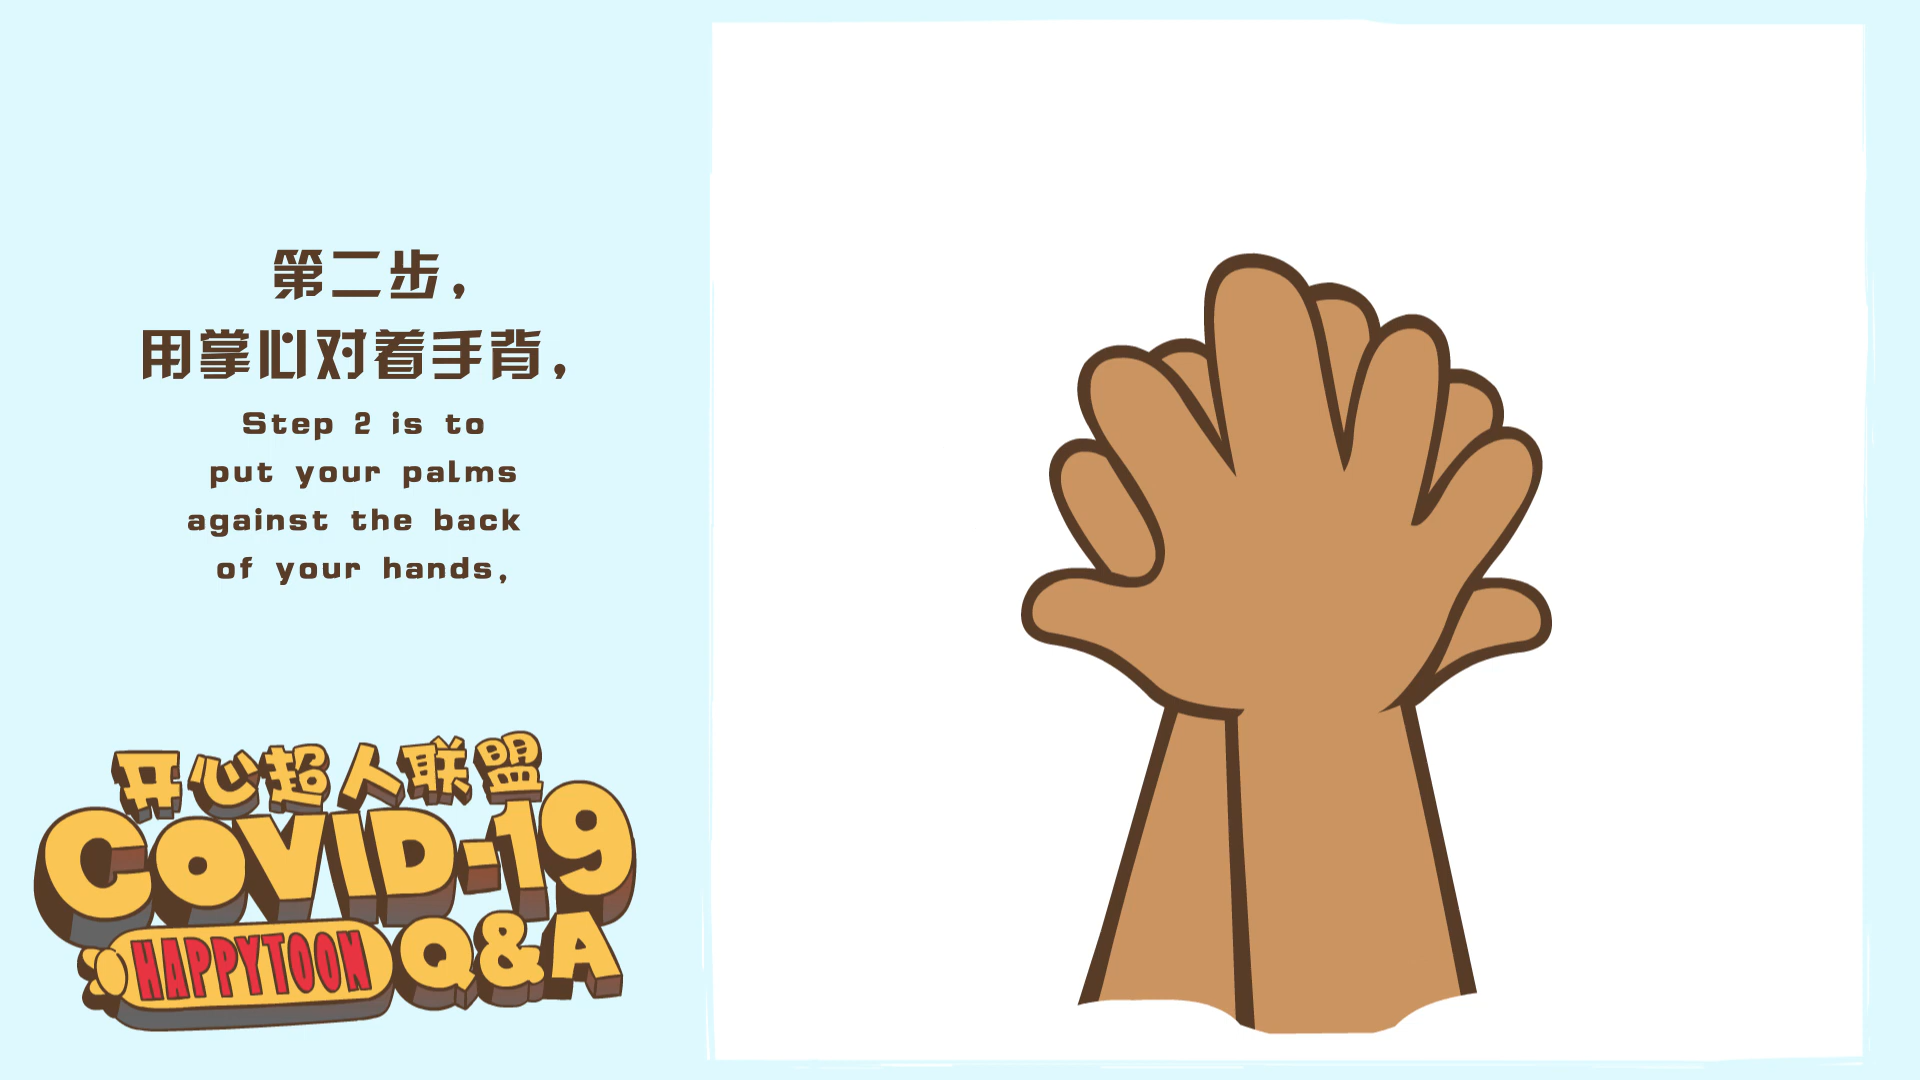 第二步，
用掌心对着手背，
Step 2 is to
put your palms
against the back
of your hands,
开心超人联盟
COVID-19
HAPPYTOON Q&A